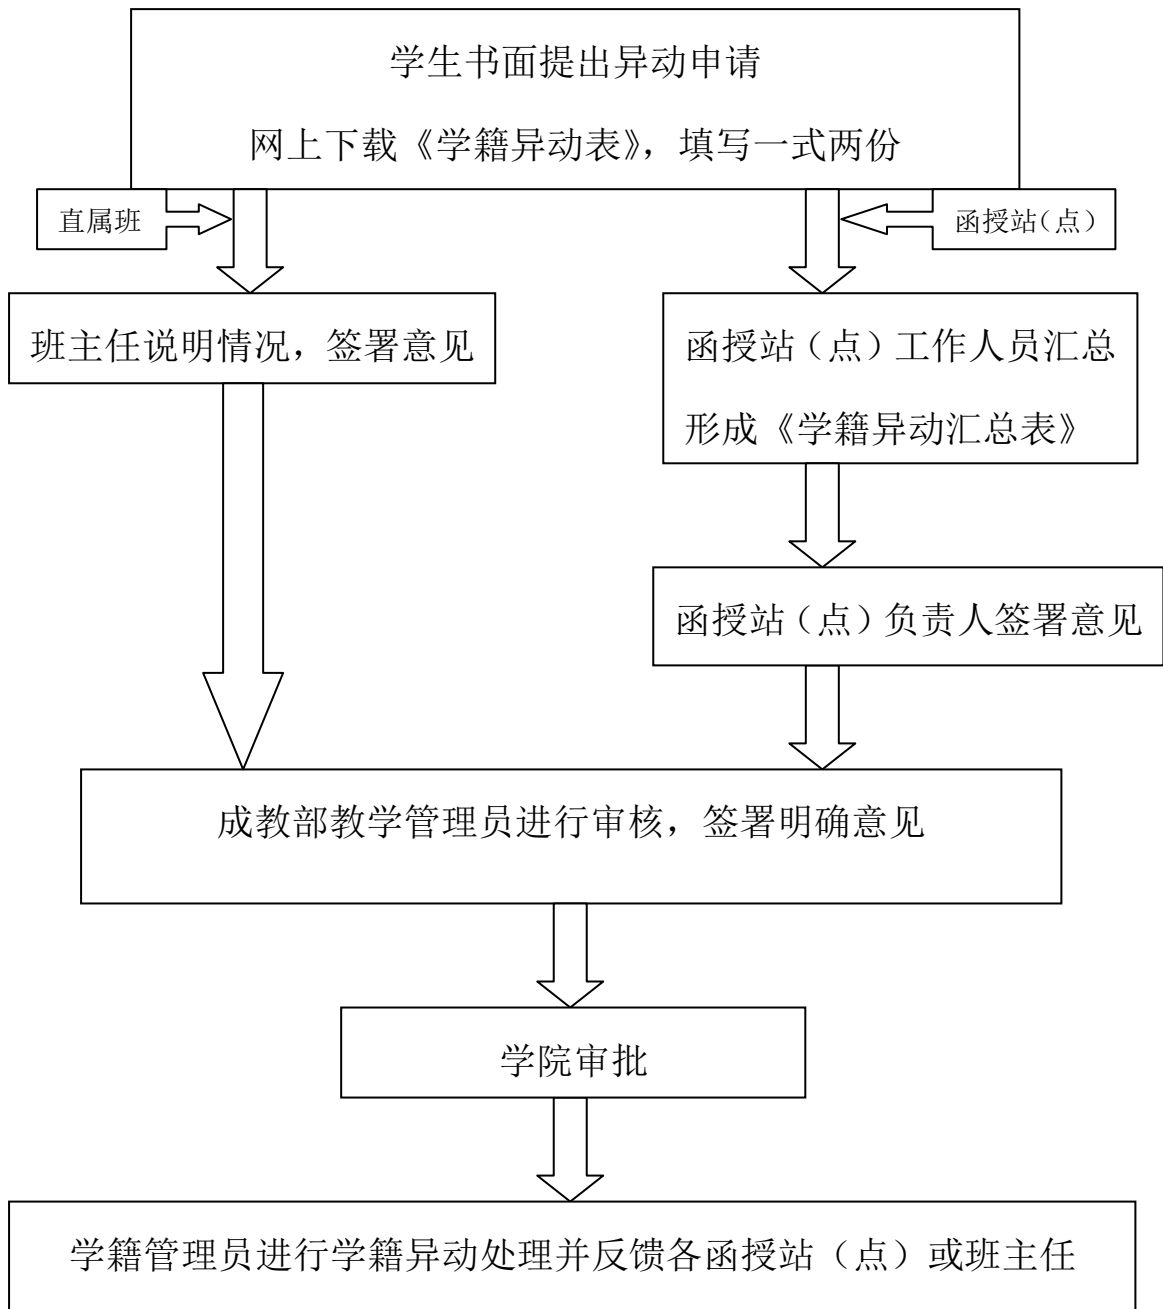 学生书面提出异动申请
网上下载《学籍异动表》，填写一式两份
直属班
函授站（点）
班主任说明情况，签署意见
函授站（点）工作人员汇总
形成《学籍异动汇总表》
函授站（点）负责人签署意见
成教部教学管理员进行审核，签署明确意见
学院审批
学籍管理员进行学籍异动处理并反馈各函授站（点）或班主任